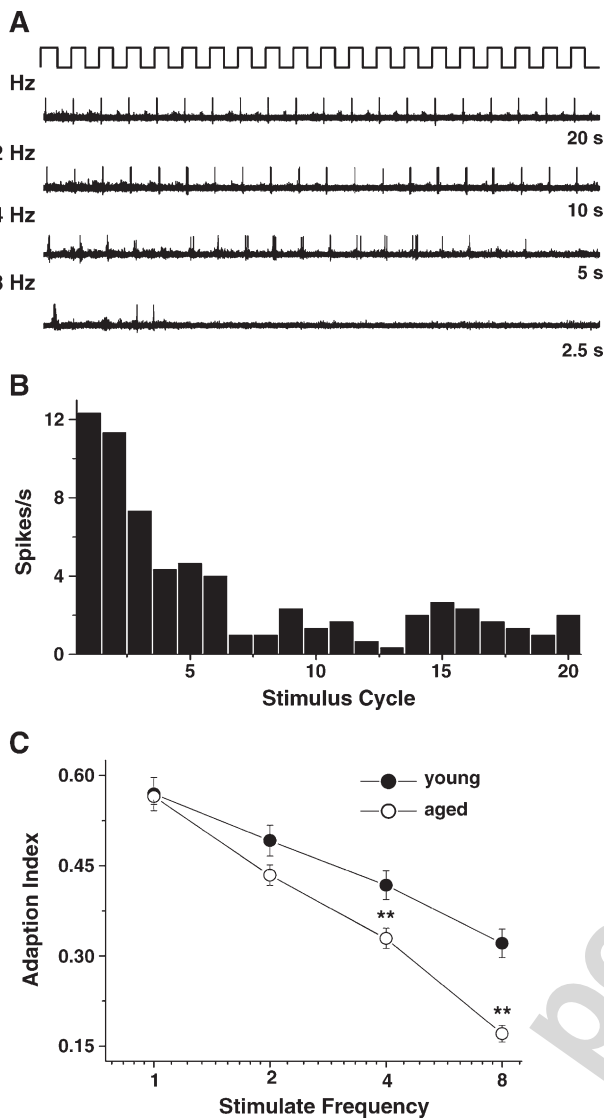 A
Hz
20 s
2 Hz
10 s
4 Hz
5 s
8 Hz
2.5 s
B
12
8
4
0
Spikes/s
5
10
15
20
Stimulus Cycle
C
0.60
0.45
0.30
0.15
Adaption Index
young
aged
**
**
1
2
4
8
Stimulate Frequency